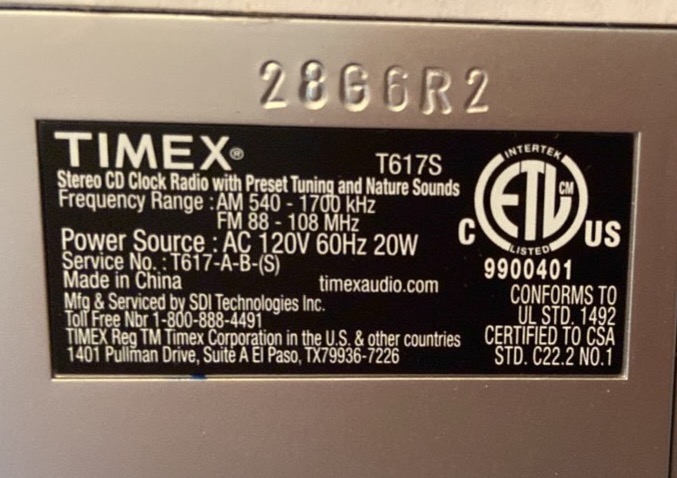 28G6R2
TIMEX® T617S
Stereo CD Clock Radio with Preset Tuning and Nature Sounds
Frequency Range : AM 540 - 1700 kHz
FM 88 - 108 MHz
Power Source : AC 120V 60Hz 20W
Service No. : T617-A-B-(S)
Made in China timexaudio.com
Mfg & Serviced by SDI Technologies Inc.
Toll Free Nbr 1-800-888-4491
TIMEX Reg TM Timex Corporation in the U.S. & other countries
1401 Pullman Drive, Suite A El Paso, TX79936-7226
INTERTEK
ETL CM
C US
LISTED
9900401
CONFORMS TO
UL STD. 1492
CERTIFIED TO CSA
STD. C22.2 NO.1